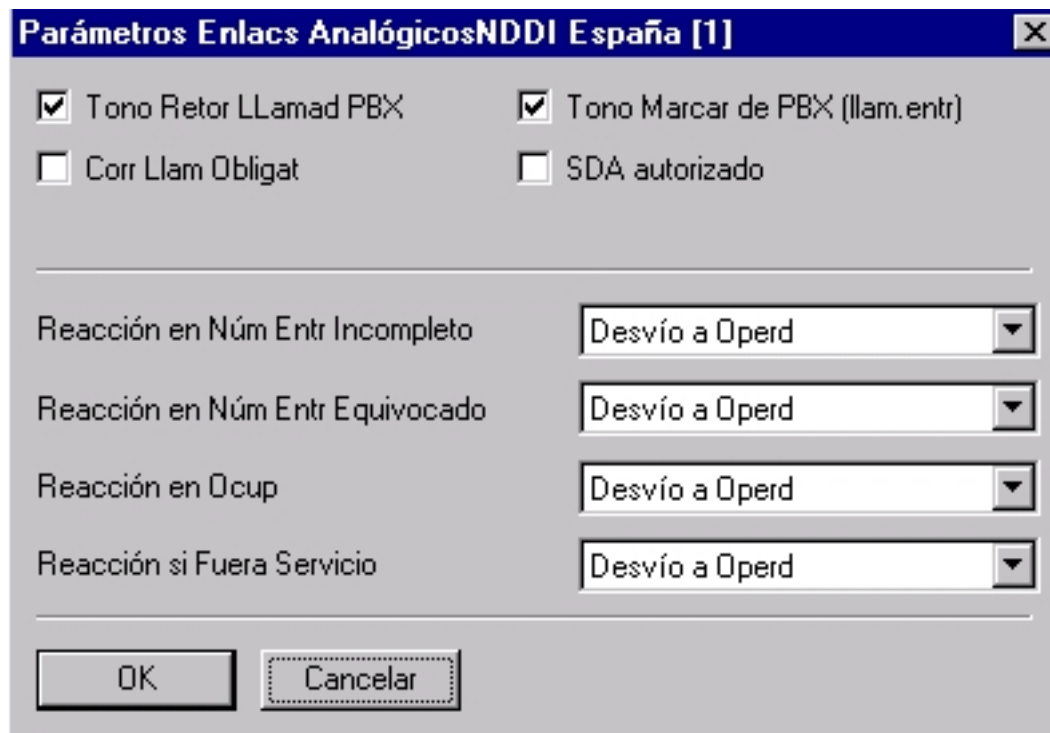 Parámetros Enlacs AnalógicosNDDI España [1]
Tono Retor LLamad PBX
Tono Marcar de PBX (llam.entr)
Corr Llam Obligat
SDA autorizado
Reacción en Núm Entr Incompleto
Desvío a Operd
Reacción en Núm Entr Equivocado
Desvío a Operd
Reacción en Ocup
Desvío a Operd
Reacción si Fuera Servicio
Desvío a Operd
OK
Cancelar